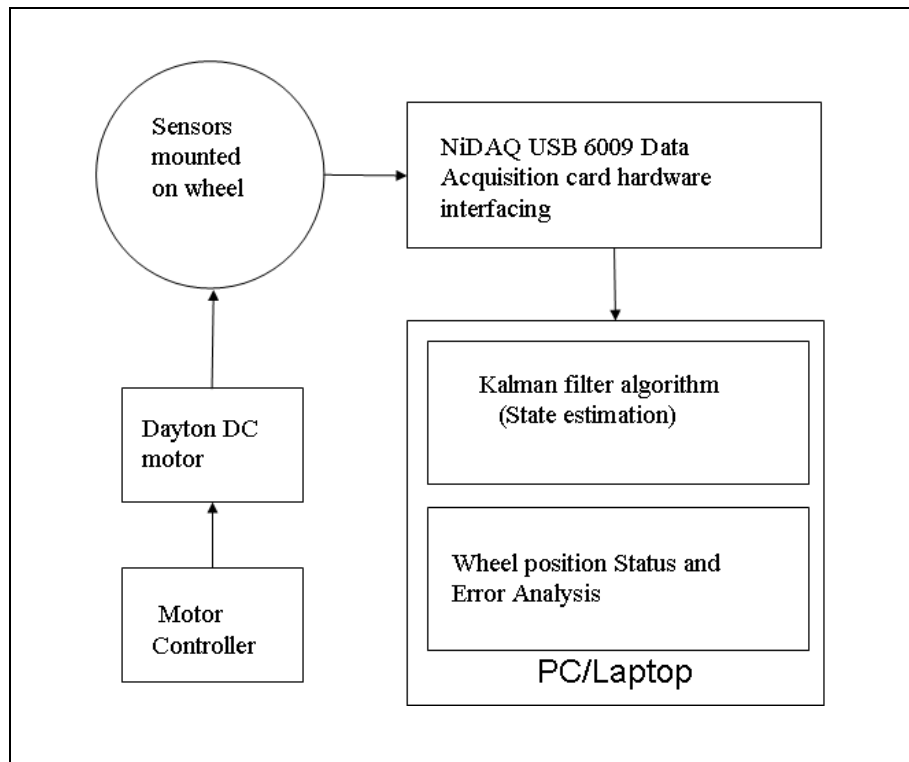 Sensors
mounted
on wheel
NiDAQ USB 6009 Data
Acquisition card hardware
interfacing
Kalman filter algorithm
(State estimation)
Dayton DC
motor
Wheel position Status and
Error Analysis
Motor
Controller
PC/Laptop